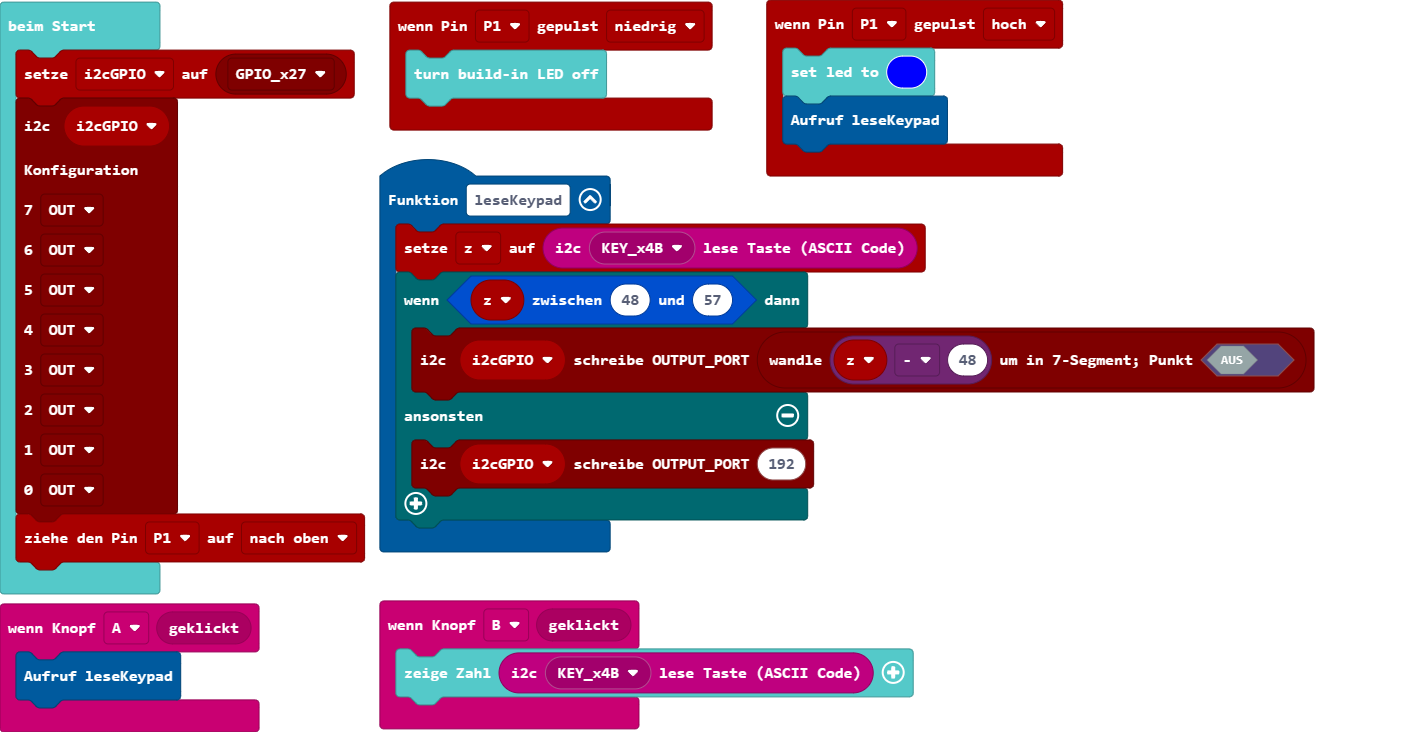 beim Start
setze i2cGPIO auf GPIO_x27
i2c i2cGPIO
Konfiguration
7 OUT
6 OUT
5 OUT
4 OUT
3 OUT
2 OUT
1 OUT
0 OUT
ziehe den Pin P1 auf nach oben
wenn Pin P1 gepulst niedrig
turn build-in LED off
wenn Pin P1 gepulst hoch
set led to
Aufruf leseKeypad
Funktion leseKeypad
setze z auf i2c KEY_x4B lese Taste (ASCII Code)
wenn z zwischen 48 und 57 dann
i2c i2cGPIO schreibe OUTPUT_PORT wandle z - 48 um in 7-Segment; Punkt AUS
ansonsten
i2c i2cGPIO schreibe OUTPUT_PORT 192
wenn Knopf A geklickt
Aufruf leseKeypad
wenn Knopf B geklickt
zeige Zahl i2c KEY_x4B lese Taste (ASCII Code)